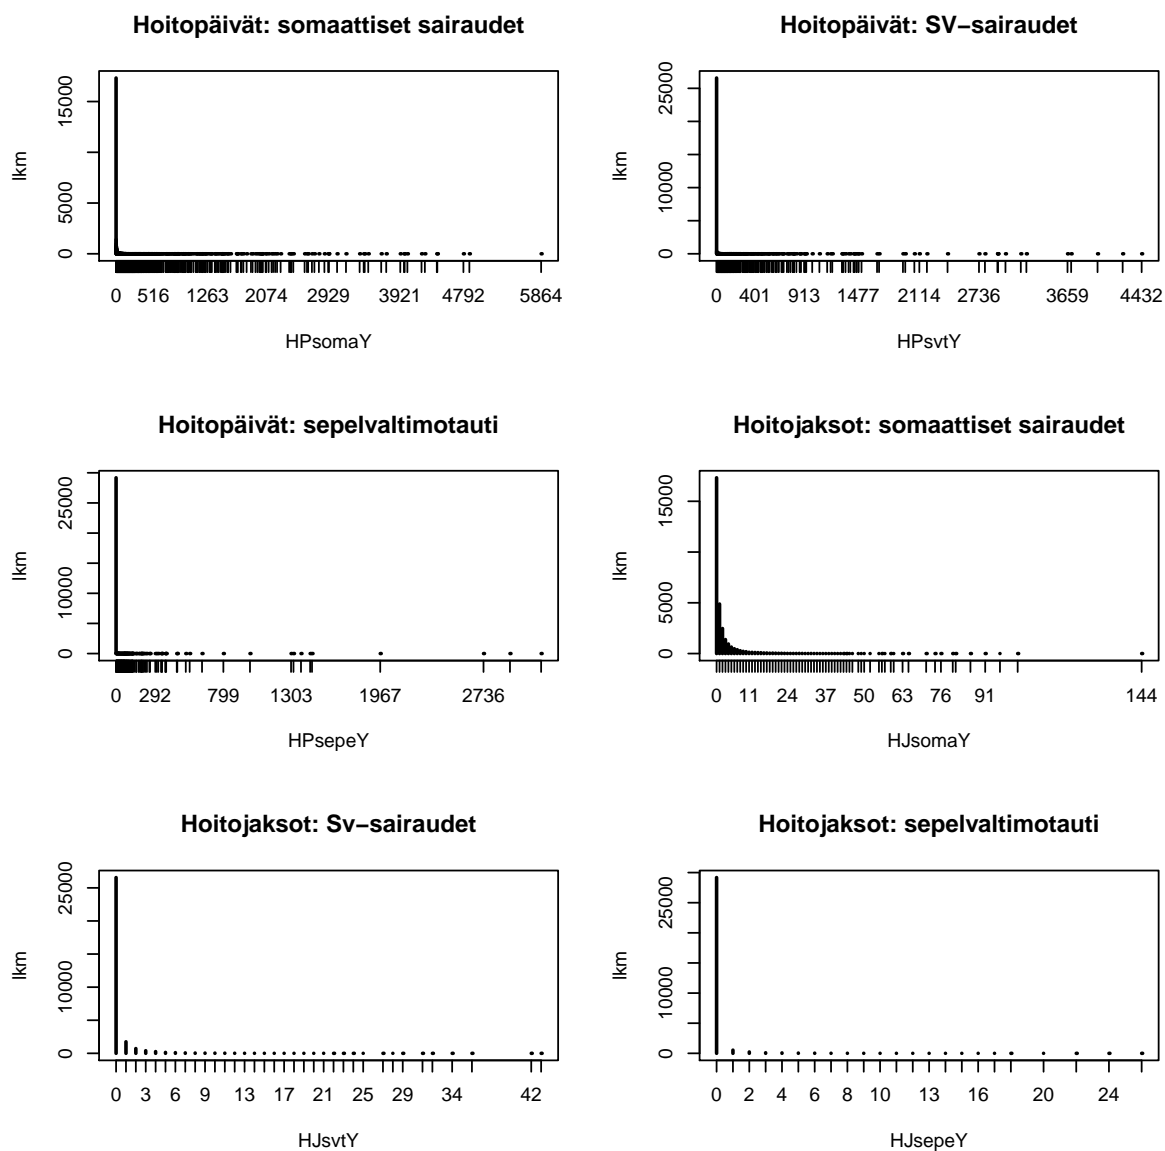 Hoitopäivät: somaattiset sairaudet
lkm
0 5000 15000
0 516 1263 2074 2929 3921 4792 5864
HPsomaY
Hoitopäivät: SV−sairaudet
lkm
0 10000 25000
0 401 913 1477 2114 2736 3659 4432
HPsvtY
Hoitopäivät: sepelvaltimotauti
lkm
0 10000 25000
0 292 799 1303 1967 2736
HPsepeY
Hoitojaksot: somaattiset sairaudet
lkm
0 5000 15000
0 11 24 37 50 63 76 91 144
HJsomaY
Hoitojaksot: Sv−sairaudet
lkm
0 10000 25000
0 3 6 9 13 17 21 25 29 34 42
HJsvtY
Hoitojaksot: sepelvaltimotauti
lkm
0 10000 25000
0 2 4 6 8 10 13 16 20 24
HJsepeY